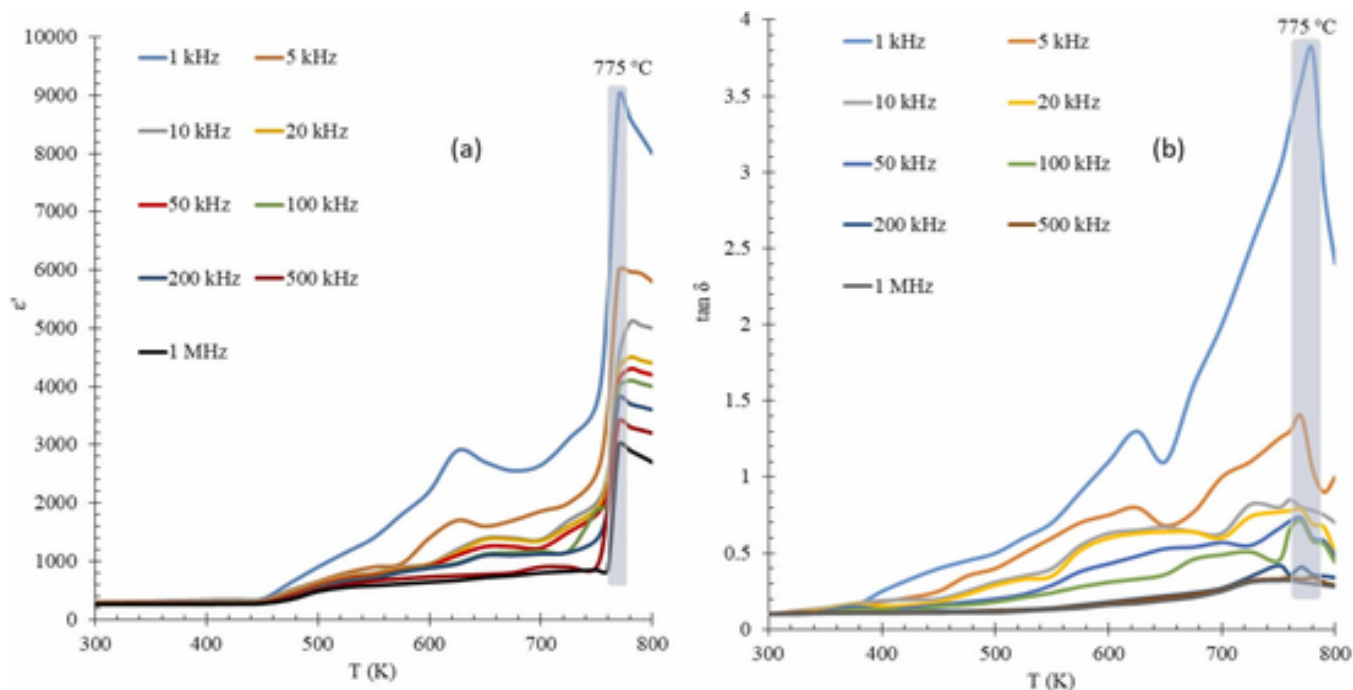 10000
9000
8000
7000
6000
5000
4000
3000
2000
1000
0
ε'
1 kHz
5 kHz
10 kHz
20 kHz
50 kHz
100 kHz
200 kHz
500 kHz
1 MHz
(a)
775 °C
300
400
500
600
700
800
T (K)
4
3.5
3
2.5
2
1.5
1
0.5
0
tan δ
1 kHz
5 kHz
10 kHz
20 kHz
50 kHz
100 kHz
200 kHz
500 kHz
1 MHz
(b)
775 °C
300
400
500
600
700
800
T (K)